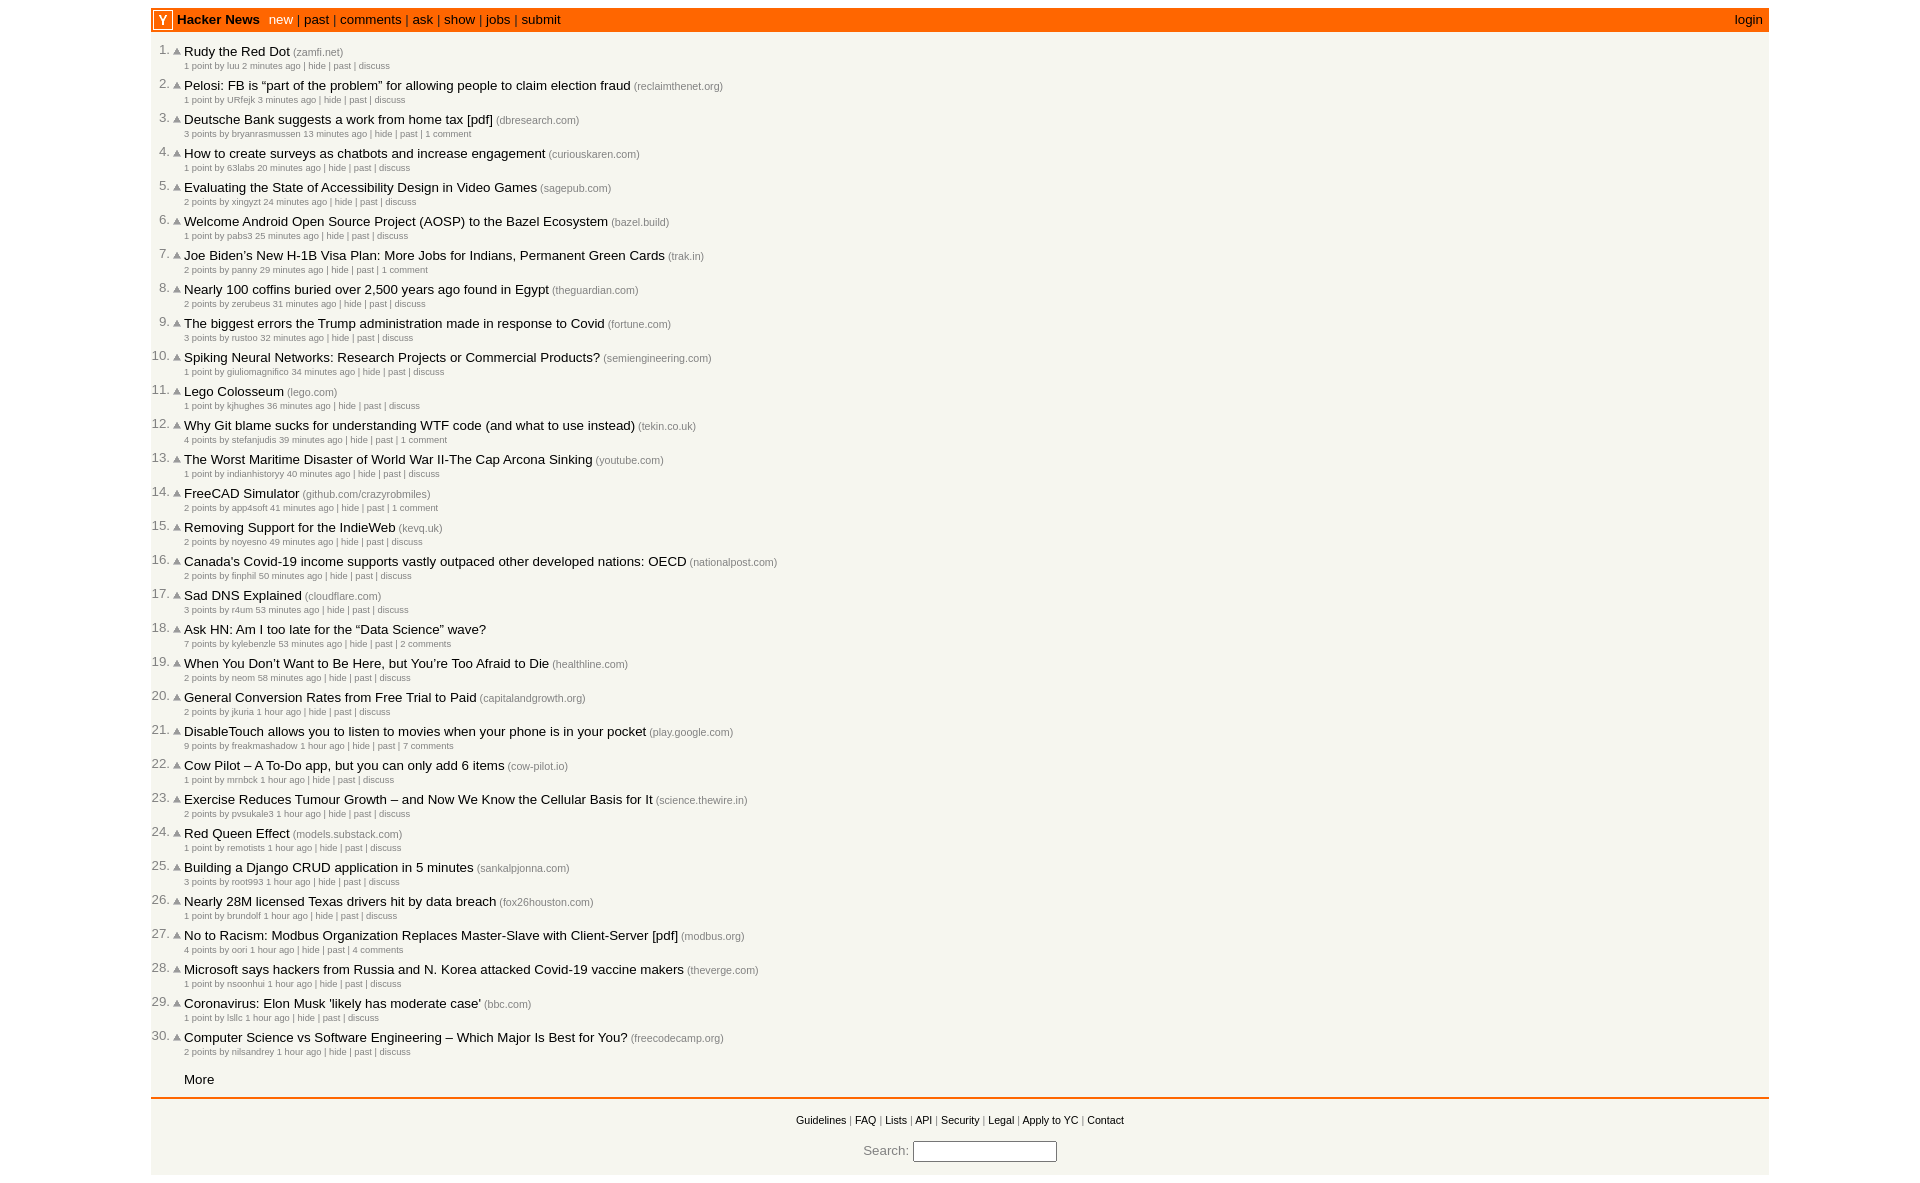 Y Hacker News new | past | comments | ask | show | jobs | submit login
1. Rudy the Red Dot (zamfi.net)
1 point by luu 2 minutes ago | hide | past | discuss
2. Pelosi: FB is “part of the problem” for allowing people to claim election fraud (reclaimthenet.org)
1 point by URfejk 3 minutes ago | hide | past | discuss
3. Deutsche Bank suggests a work from home tax [pdf] (dbresearch.com)
3 points by bryanrasmussen 13 minutes ago | hide | past | 1 comment
4. How to create surveys as chatbots and increase engagement (curiouskaren.com)
1 point by 63labs 20 minutes ago | hide | past | discuss
5. Evaluating the State of Accessibility Design in Video Games (sagepub.com)
2 points by xingyzt 24 minutes ago | hide | past | discuss
6. Welcome Android Open Source Project (AOSP) to the Bazel Ecosystem (bazel.build)
1 point by pabs3 25 minutes ago | hide | past | discuss
7. Joe Biden’s New H-1B Visa Plan: More Jobs for Indians, Permanent Green Cards (trak.in)
2 points by panny 29 minutes ago | hide | past | 1 comment
8. Nearly 100 coffins buried over 2,500 years ago found in Egypt (theguardian.com)
2 points by zerubeus 31 minutes ago | hide | past | discuss
9. The biggest errors the Trump administration made in response to Covid (fortune.com)
3 points by rustoo 32 minutes ago | hide | past | discuss
10. Spiking Neural Networks: Research Projects or Commercial Products? (semiengineering.com)
1 point by giuliomagnifico 34 minutes ago | hide | past | discuss
11. Lego Colosseum (lego.com)
1 point by kjhughes 36 minutes ago | hide | past | discuss
12. Why Git blame sucks for understanding WTF code (and what to use instead) (tekin.co.uk)
4 points by stefanjudis 39 minutes ago | hide | past | 1 comment
13. The Worst Maritime Disaster of World War II-The Cap Arcona Sinking (youtube.com)
1 point by indianhistoryy 40 minutes ago | hide | past | discuss
14. FreeCAD Simulator (github.com/crazyrobmiles)
2 points by app4soft 41 minutes ago | hide | past | 1 comment
15. Removing Support for the IndieWeb (kevq.uk)
2 points by noyesno 49 minutes ago | hide | past | discuss
16. Canada's Covid-19 income supports vastly outpaced other developed nations: OECD (nationalpost.com)
2 points by finphil 50 minutes ago | hide | past | discuss
17. Sad DNS Explained (cloudflare.com)
3 points by r4um 53 minutes ago | hide | past | discuss
18. Ask HN: Am I too late for the “Data Science” wave?
7 points by kylebenzle 53 minutes ago | hide | past | 2 comments
19. When You Don’t Want to Be Here, but You’re Too Afraid to Die (healthline.com)
2 points by neom 58 minutes ago | hide | past | discuss
20. General Conversion Rates from Free Trial to Paid (capitalandgrowth.org)
2 points by jkuria 1 hour ago | hide | past | discuss
21. DisableTouch allows you to listen to movies when your phone is in your pocket (play.google.com)
9 points by freakmashadow 1 hour ago | hide | past | 7 comments
22. Cow Pilot – A To-Do app, but you can only add 6 items (cow-pilot.io)
1 point by mrnbck 1 hour ago | hide | past | discuss
23. Exercise Reduces Tumour Growth – and Now We Know the Cellular Basis for It (science.thewire.in)
2 points by pvsukale3 1 hour ago | hide | past | discuss
24. Red Queen Effect (models.substack.com)
1 point by remotists 1 hour ago | hide | past | discuss
25. Building a Django CRUD application in 5 minutes (sankalpjonna.com)
3 points by root993 1 hour ago | hide | past | discuss
26. Nearly 28M licensed Texas drivers hit by data breach (fox26houston.com)
1 point by brundolf 1 hour ago | hide | past | discuss
27. No to Racism: Modbus Organization Replaces Master-Slave with Client-Server [pdf] (modbus.org)
4 points by oori 1 hour ago | hide | past | 4 comments
28. Microsoft says hackers from Russia and N. Korea attacked Covid-19 vaccine makers (theverge.com)
1 point by nsoonhui 1 hour ago | hide | past | discuss
29. Coronavirus: Elon Musk 'likely has moderate case' (bbc.com)
1 point by lsllc 1 hour ago | hide | past | discuss
30. Computer Science vs Software Engineering – Which Major Is Best for You? (freecodecamp.org)
2 points by nilsandrey 1 hour ago | hide | past | discuss
More
Guidelines | FAQ | Lists | API | Security | Legal | Apply to YC | Contact
Search: